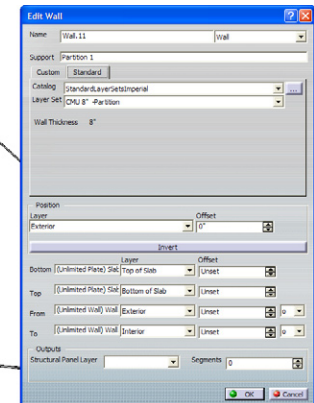 Edit Wall
Name Wall.11 Wall
Support Partition 1
Custom Standard
Catalog StandardLayerSetsImperial ...
Layer Set CMU 8" -Partition
Wall Thickness 8"
Position
Layer Offset
Exterior 0"
Invert
Layer Offset
Bottom (Unlimited Plate) Slab Top of Slab Unset
Top (Unlimited Plate) Slab Bottom of Slab Unset
From (Unlimited Wall) Wall Exterior Unset o
To (Unlimited Wall) Wall Interior Unset o
Outputs
Structural Panel Layer Segments 0
OK Cancel